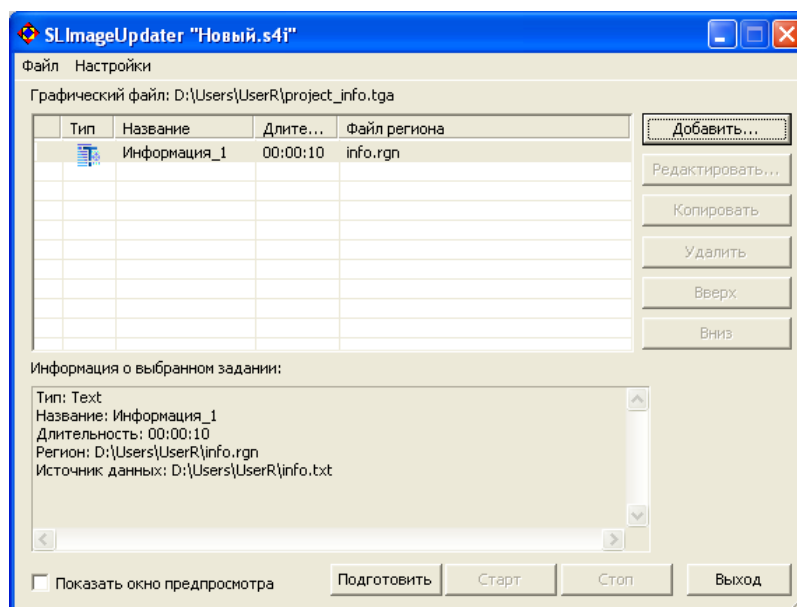 SLImageUpdater "Новый.s4i"
Файл Настройки
Графический файл: D:\Users\UserR\project_info.tga
Тип Название Длите... Файл региона
Информация_1 00:00:10 info.rgn
Добавить...
Редактировать...
Копировать
Удалить
Вверх
Вниз
Информация о выбранном задании:
Тип: Text
Название: Информация_1
Длительность: 00:00:10
Регион: D:\Users\UserR\info.rgn
Источник данных: D:\Users\UserR\info.txt
Показать окно предпросмотра Подготовить Старт Стоп Выход